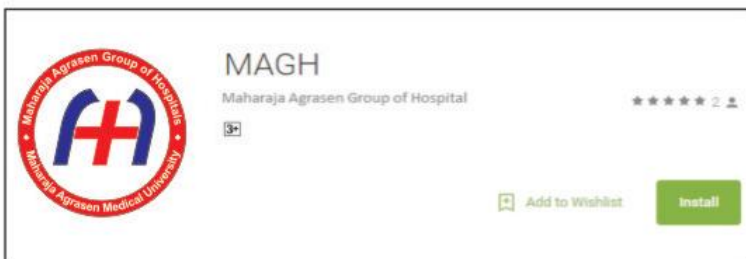 Maharaja Agrasen Group of Hospitals
Maharaja Agrasen Medical University
MAGH
Maharaja Agrasen Group of Hospital
3+
2
Add to Wishlist
Install